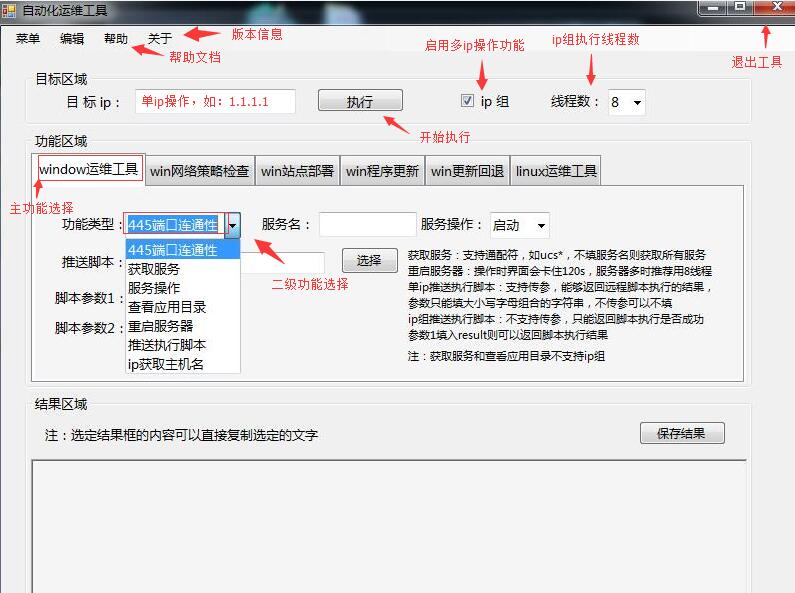 自动化运维工具
菜单 编辑 帮助 关于 版本信息
帮助文档
启用多ip操作功能
ip组执行线程数
退出工具
目标区域
目 标 ip： 单ip操作，如：1.1.1.1 执行 ip 组 线程数： 8
开始执行
功能区域
window运维工具 win网络策略检查 win站点部署 win程序更新 win更新回退 linux运维工具
主功能选择
功能类型： 445端口连通性 服务名： 服务操作： 启动
445端口连通性
获取服务
服务操作
查看应用目录
重启服务器
推送执行脚本
ip获取主机名
二级功能选择
推送脚本： 选择
脚本参数1：
脚本参数2：
获取服务：支持通配符，如ucs*，不填服务名则获取所有服务
重启服务器：操作时界面会卡住120s，服务器多时推荐用8线程
单ip推送执行脚本：支持传参，能够返回远程脚本执行的结果，
参数只能填大小写字母组合的字符串，不传参可以不填
ip组推送执行脚本：不支持传参，只能返回脚本执行是否成功
参数1填入result则可以返回脚本执行结果
注：获取服务和查看应用目录不支持ip组
结果区域
注：选定结果框的内容可以直接复制选定的文字 保存结果